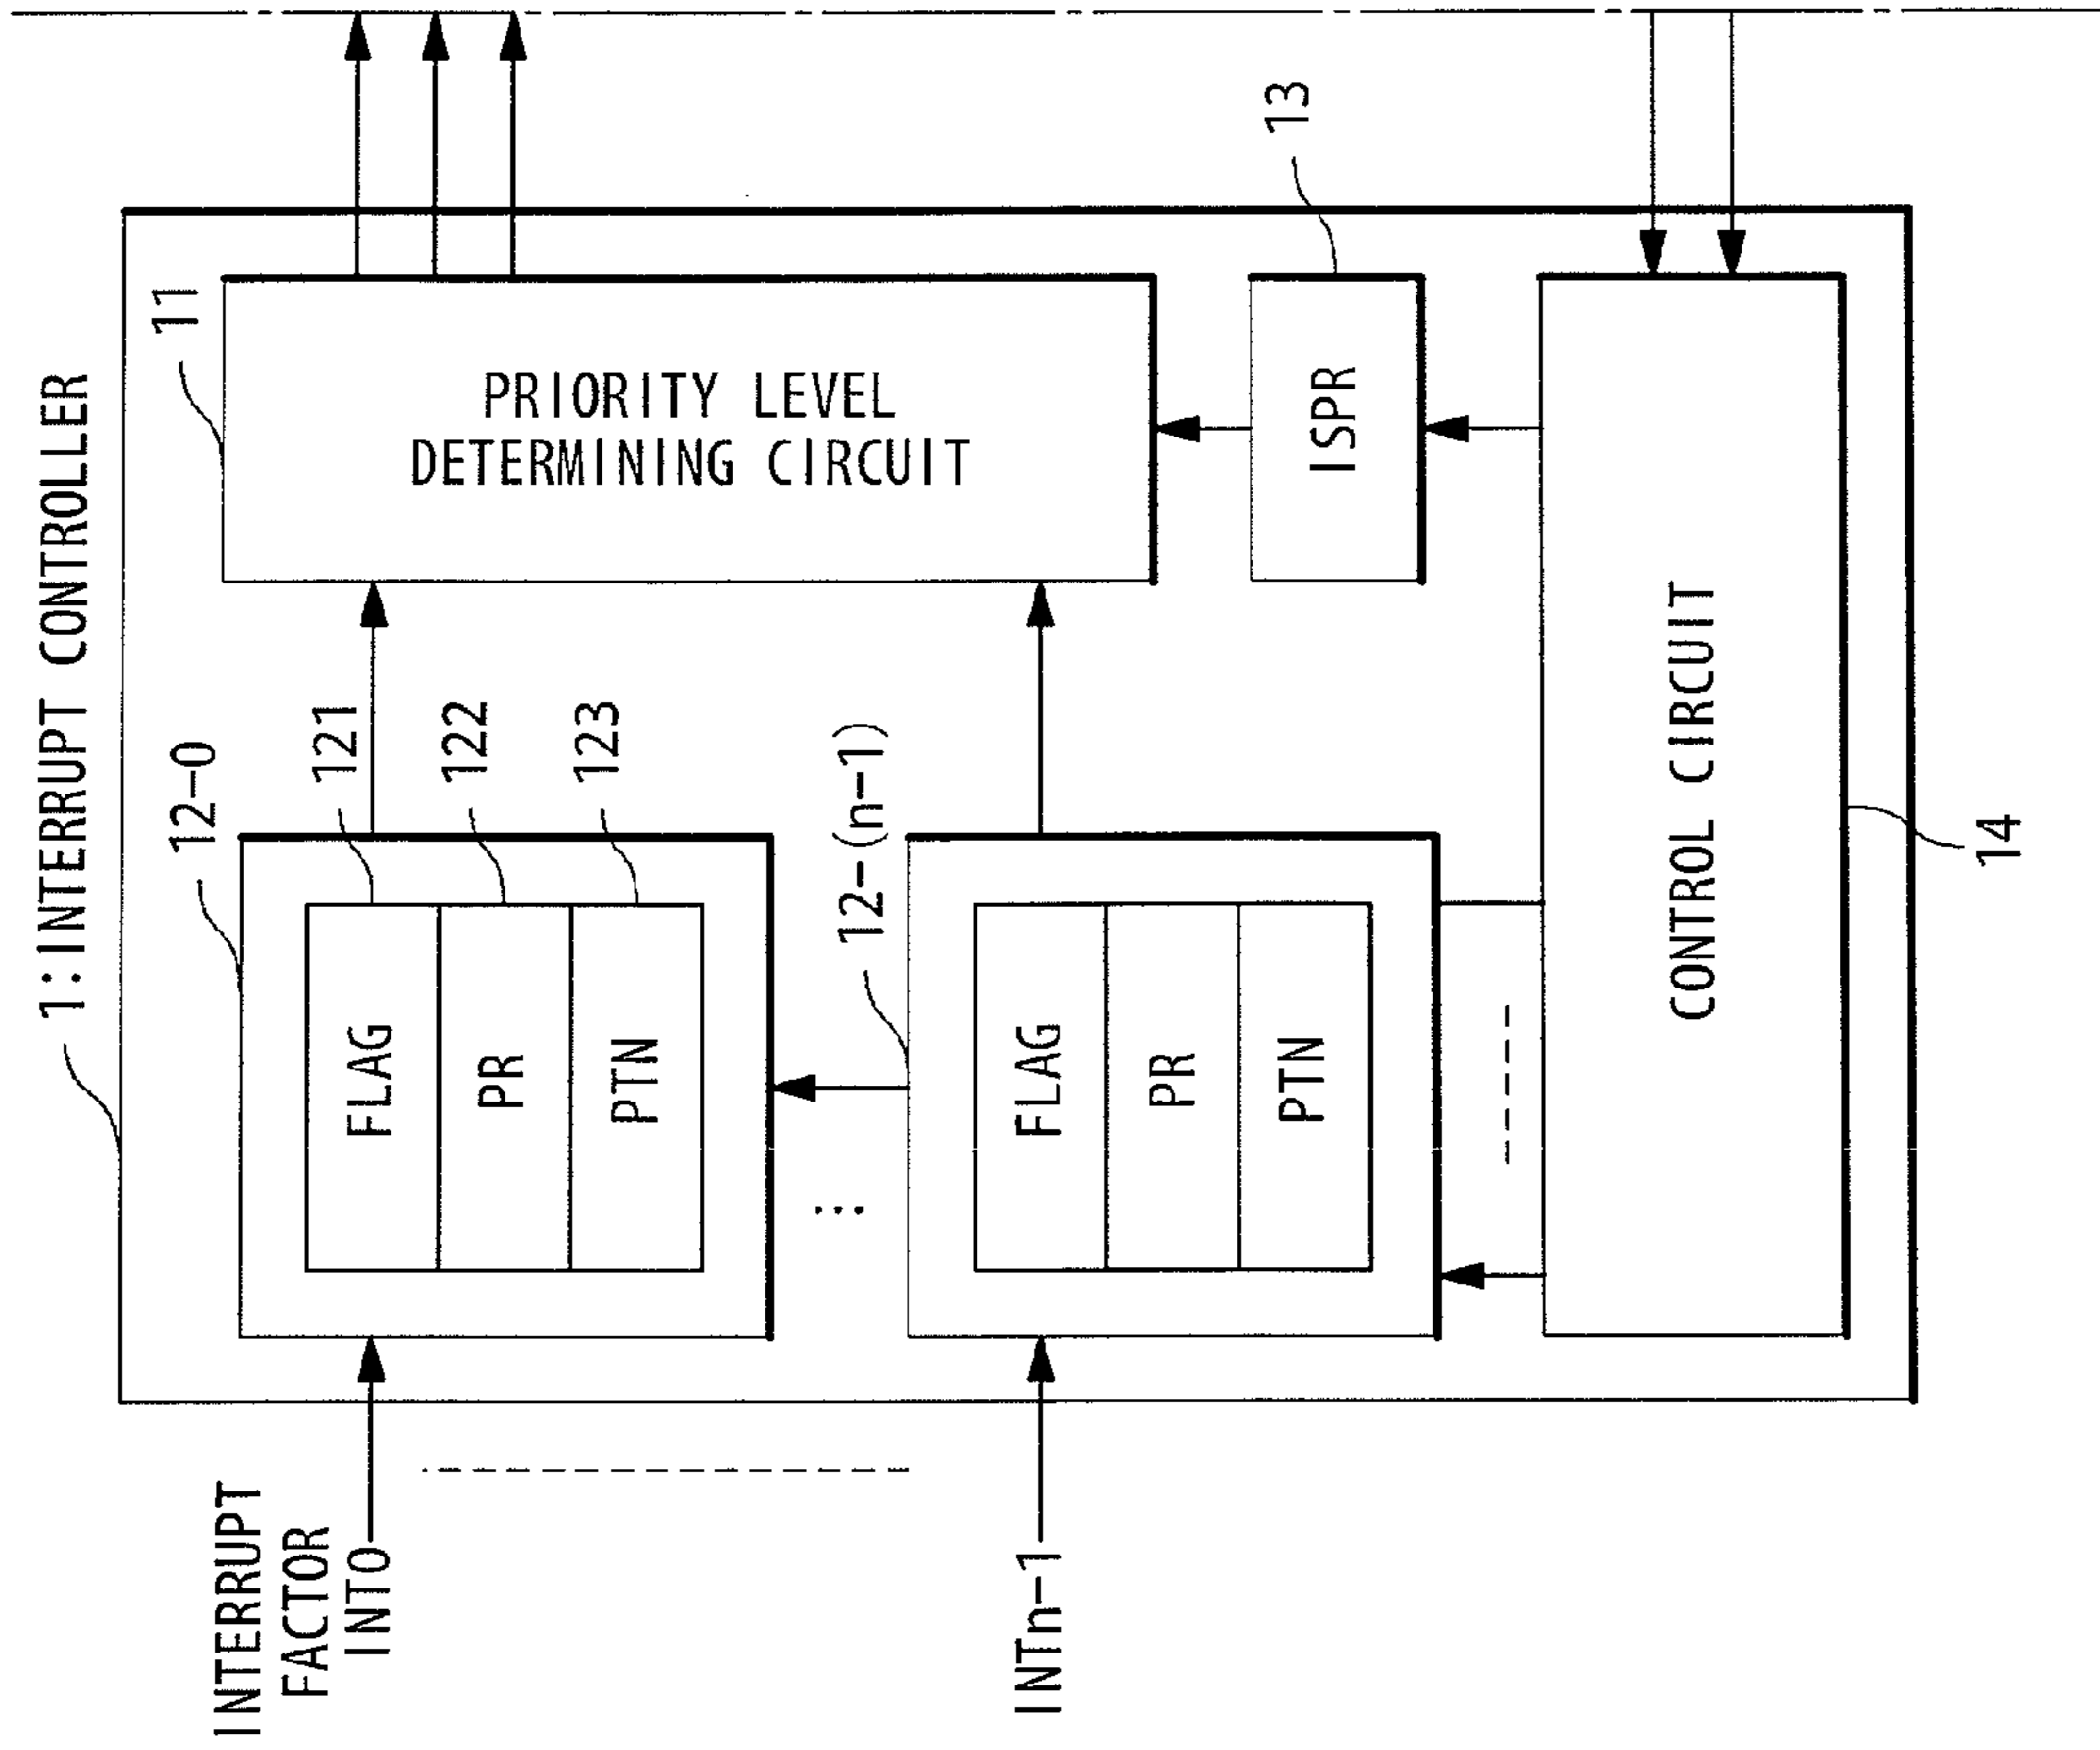 1:INTERRUPT CONTROLLER
INTERRUPT
FACTOR
INT0
12-0
121
122
123
FLAG
PR
PTN
11
PRIORITY LEVEL
DETERMINING CIRCUIT
INTn-1
12-(n-1)
FLAG
PR
PTN
13
ISPR
CONTROL CIRCUIT
14